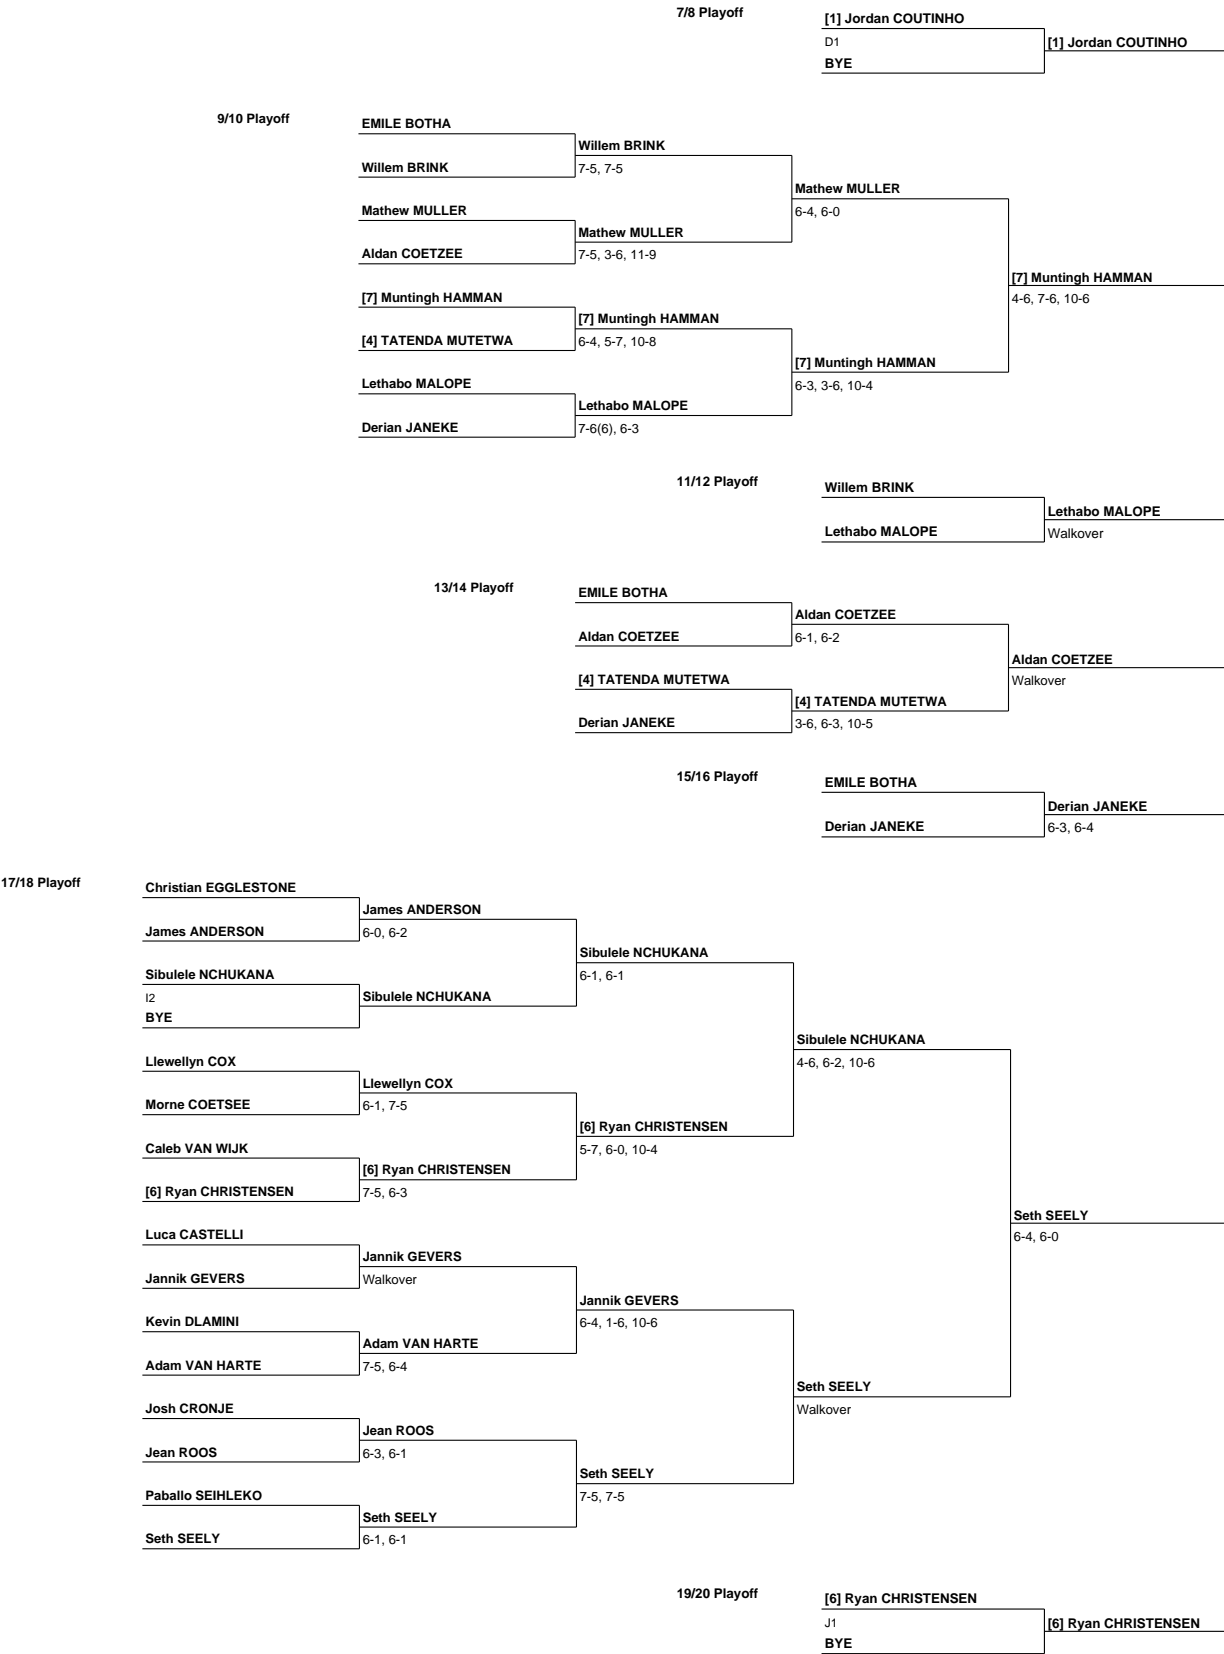 7/8 Playoff
[1] Jordan COUTINHO
D1
[1] Jordan COUTINHO
BYE
9/10 Playoff
EMILE BOTHA
Willem BRINK
Willem BRINK
7-5, 7-5
Mathew MULLER
6-4, 6-0
Mathew MULLER
Mathew MULLER
Aldan COETZEE
7-5, 3-6, 11-9
[7] Muntingh HAMMAN
4-6, 7-6, 10-6
[7] Muntingh HAMMAN
[7] Muntingh HAMMAN
[4] TATENDA MUTETWA
6-4, 5-7, 10-8
[7] Muntingh HAMMAN
6-3, 3-6, 10-4
Lethabo MALOPE
Lethabo MALOPE
Derian JANEKE
7-6(6), 6-3
11/12 Playoff
Willem BRINK
Lethabo MALOPE
Lethabo MALOPE
Walkover
13/14 Playoff
EMILE BOTHA
Aldan COETZEE
Aldan COETZEE
6-1, 6-2
Aldan COETZEE
Walkover
[4] TATENDA MUTETWA
[4] TATENDA MUTETWA
Derian JANEKE
3-6, 6-3, 10-5
15/16 Playoff
EMILE BOTHA
Derian JANEKE
Derian JANEKE
6-3, 6-4
17/18 Playoff
Christian EGGLESTONE
James ANDERSON
James ANDERSON
6-0, 6-2
Sibulele NCHUKANA
6-1, 6-1
Sibulele NCHUKANA
I2
Sibulele NCHUKANA
BYE
Sibulele NCHUKANA
4-6, 6-2, 10-6
Llewellyn COX
Llewellyn COX
Morne COETSEE
6-1, 7-5
[6] Ryan CHRISTENSEN
5-7, 6-0, 10-4
Caleb VAN WIJK
[6] Ryan CHRISTENSEN
[6] Ryan CHRISTENSEN
7-5, 6-3
Seth SEELY
6-4, 6-0
Luca CASTELLI
Jannik GEVERS
Jannik GEVERS
Walkover
Jannik GEVERS
6-4, 1-6, 10-6
Kevin DLAMINI
Adam VAN HARTE
Adam VAN HARTE
7-5, 6-4
Seth SEELY
Walkover
Josh CRONJE
Jean ROOS
Jean ROOS
6-3, 6-1
Seth SEELY
7-5, 7-5
Paballo SEIHLEKO
Seth SEELY
Seth SEELY
6-1, 6-1
19/20 Playoff
[6] Ryan CHRISTENSEN
J1
[6] Ryan CHRISTENSEN
BYE